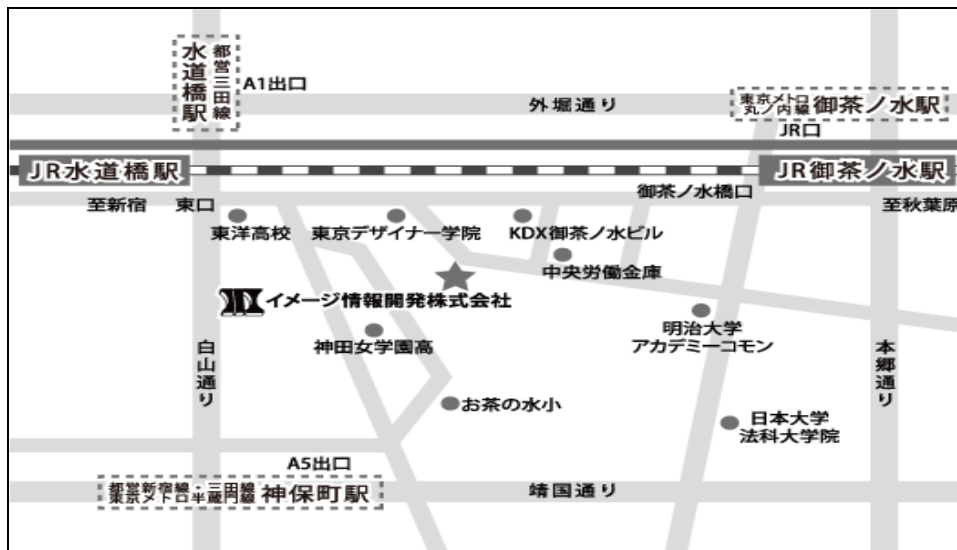 水道橋駅
都営三田線
A1出口
外堀通り
東京メトロ
丸ノ内線
御茶ノ水駅
JR口
JR水道橋駅
JR御茶ノ水駅
御茶ノ水橋口
至新宿
東口
至秋葉原
東洋高校
東京デザイナー学院
KDX御茶ノ水ビル
中央労働金庫
イメージ情報開発株式会社
神田女学園高
明治大学
アカデミーコモン
白山通り
本郷通り
お茶の水小
日本大学
法科大学院
A5出口
都営新宿線・三田線
東京メトロ半蔵門線
神保町駅
靖国通り